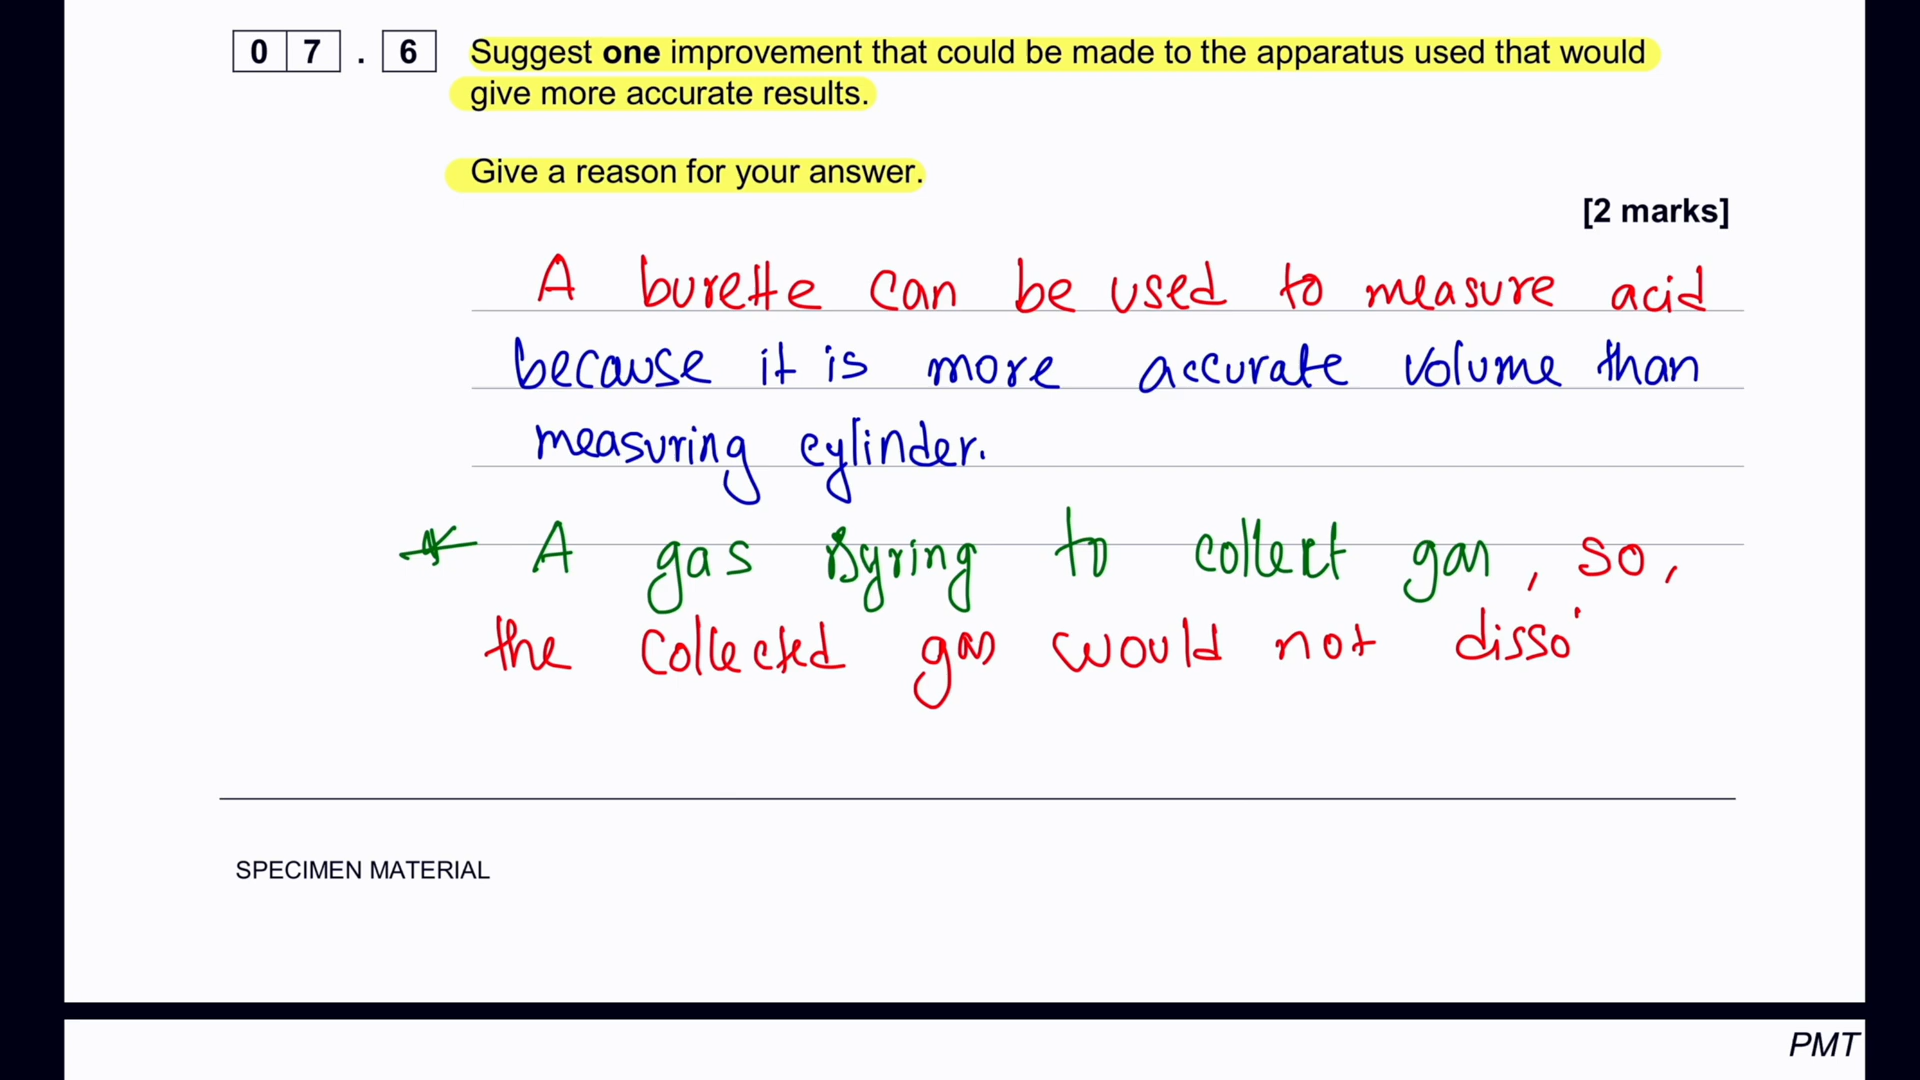 07.6 Suggest one improvement that could be made to the apparatus used that would
give more accurate results.
Give a reason for your answer.
[2 marks]
A burette can be used to measure acid
because it is more accurate volume than
measuring cylinder.
* A gas syring to collect gas, so,
the collected gas would not disso
SPECIMEN MATERIAL
PMT